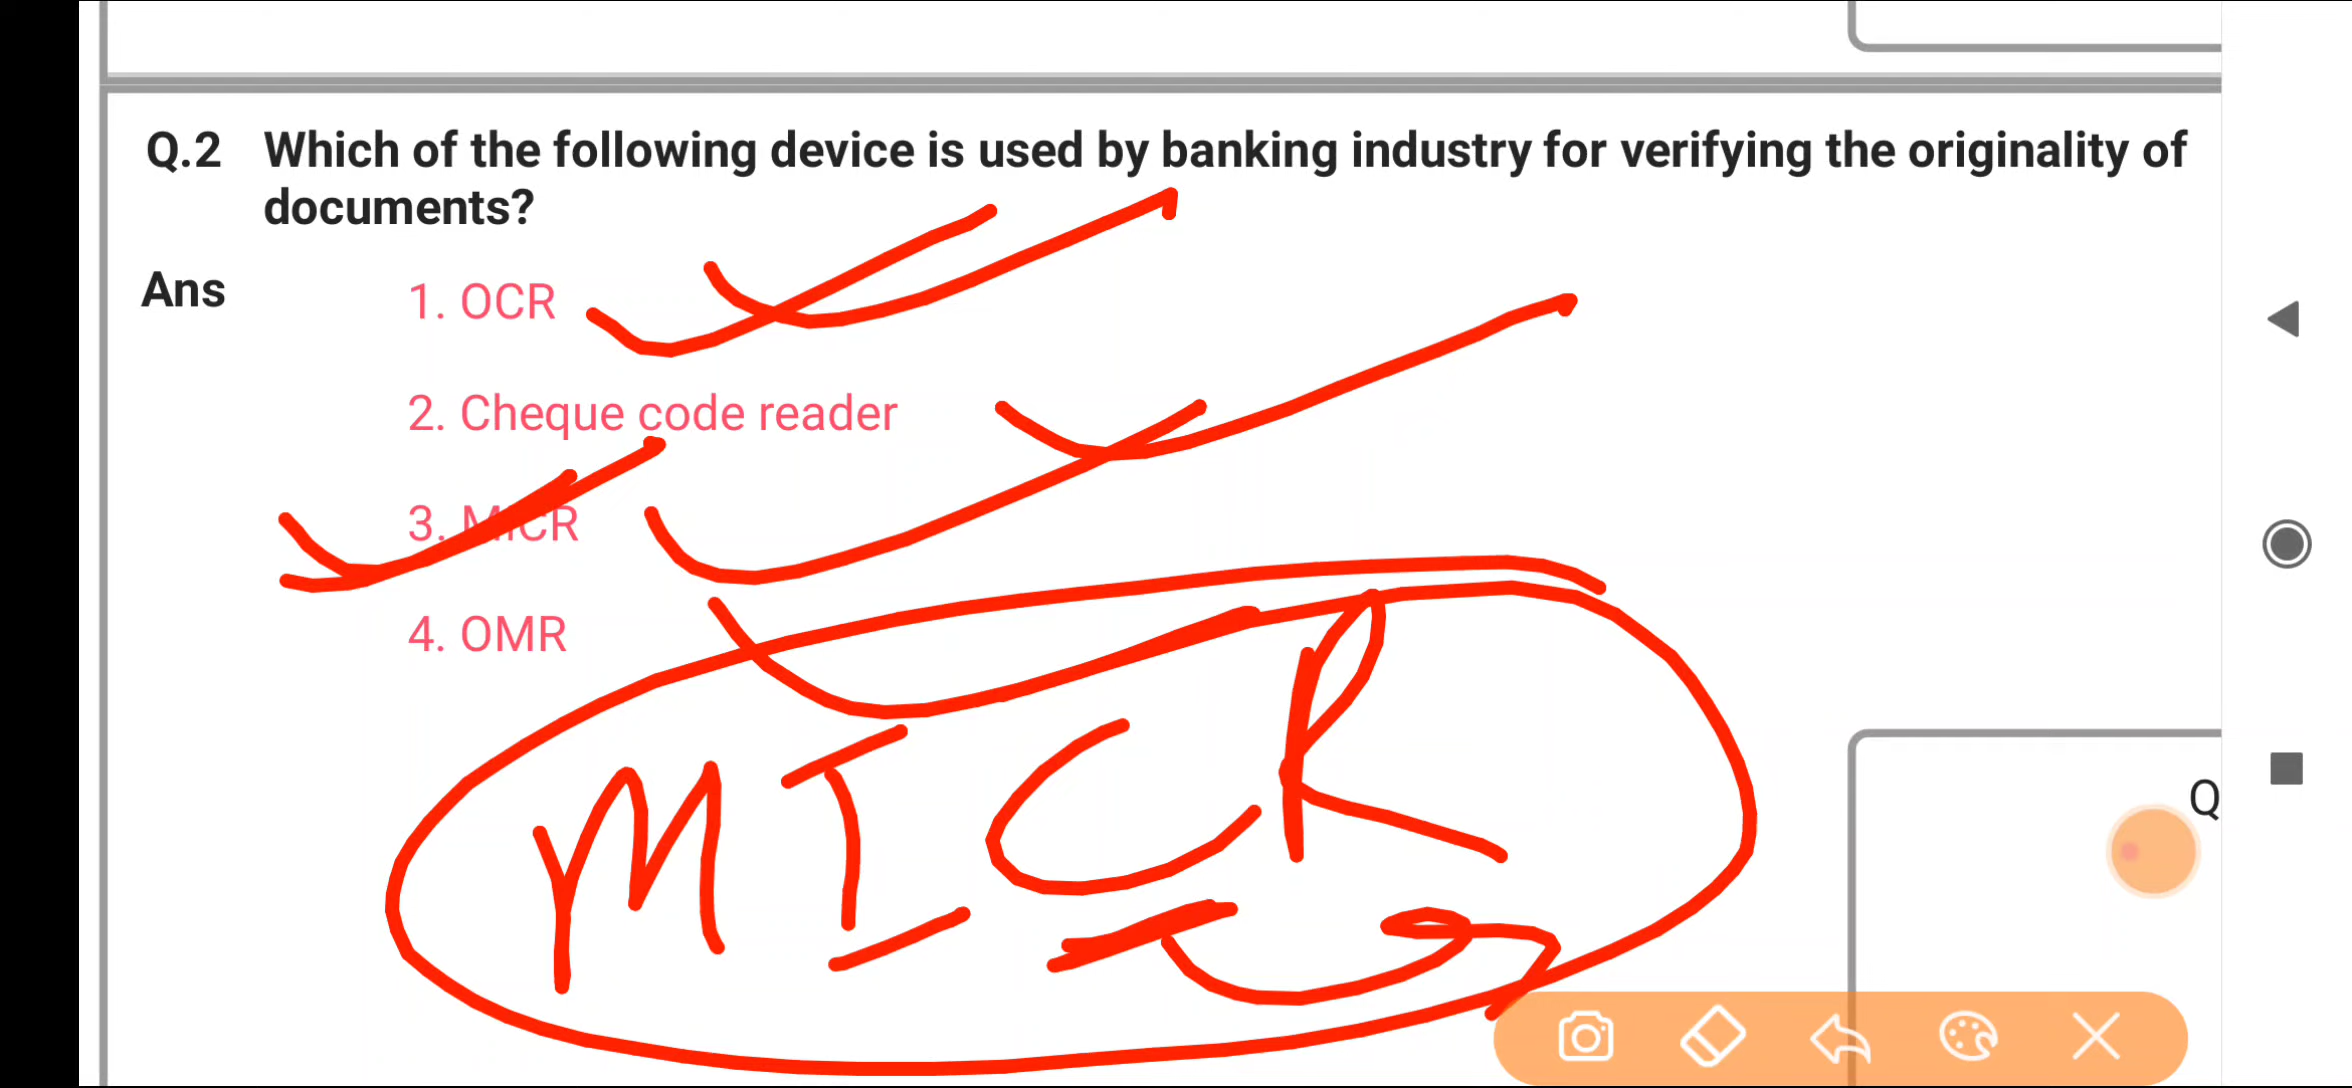 Q.2 Which of the following device is used by banking industry for verifying the originality of
documents?
Ans 1. OCR
2. Cheque code reader
3. MICR
4. OMR
MICR
Q